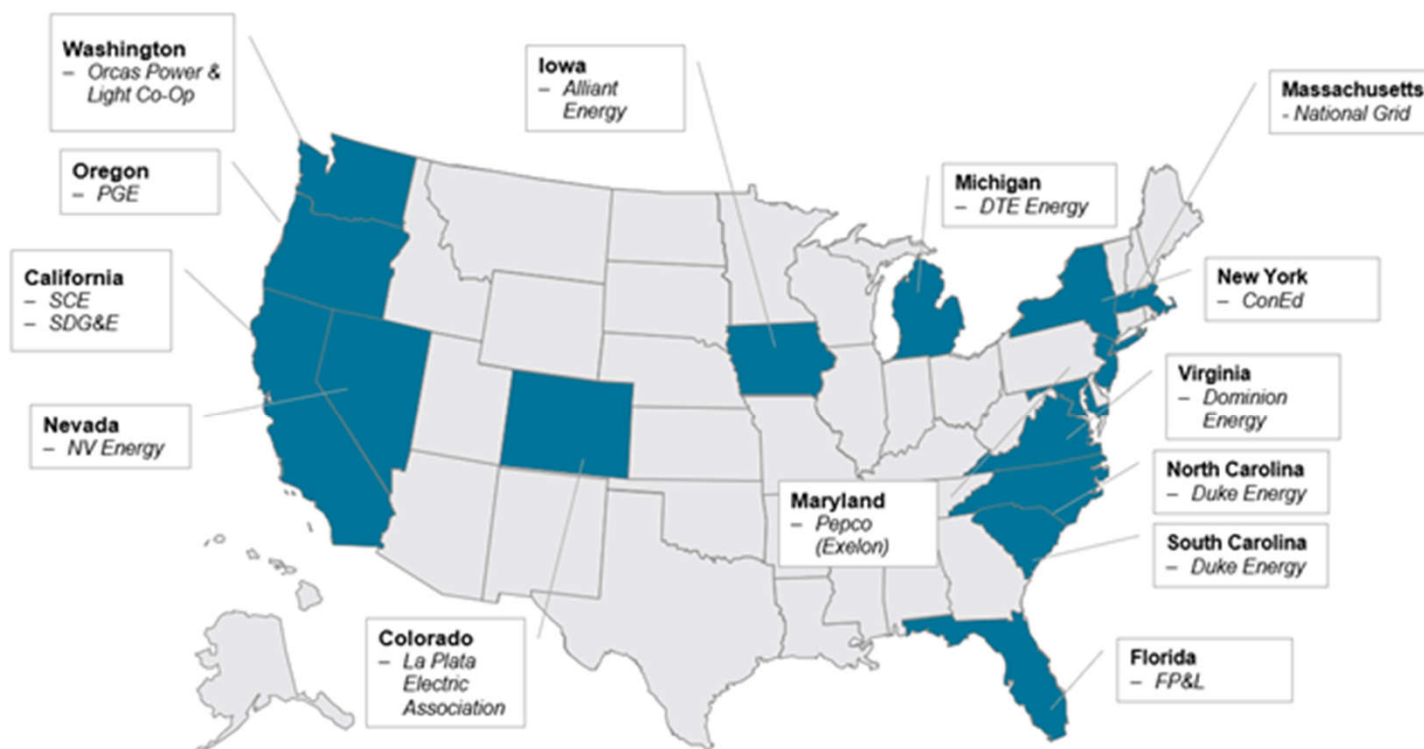 Washington
– Orcas Power &
Light Co-Op
Oregon
– PGE
California
– SCE
– SDG&E
Nevada
– NV Energy
Iowa
– Alliant
Energy
Michigan
– DTE Energy
Massachusetts
- National Grid
New York
– ConEd
Virginia
– Dominion
Energy
North Carolina
– Duke Energy
South Carolina
– Duke Energy
Maryland
– Pepco
(Exelon)
Colorado
– La Plata
Electric
Association
Florida
– FP&L